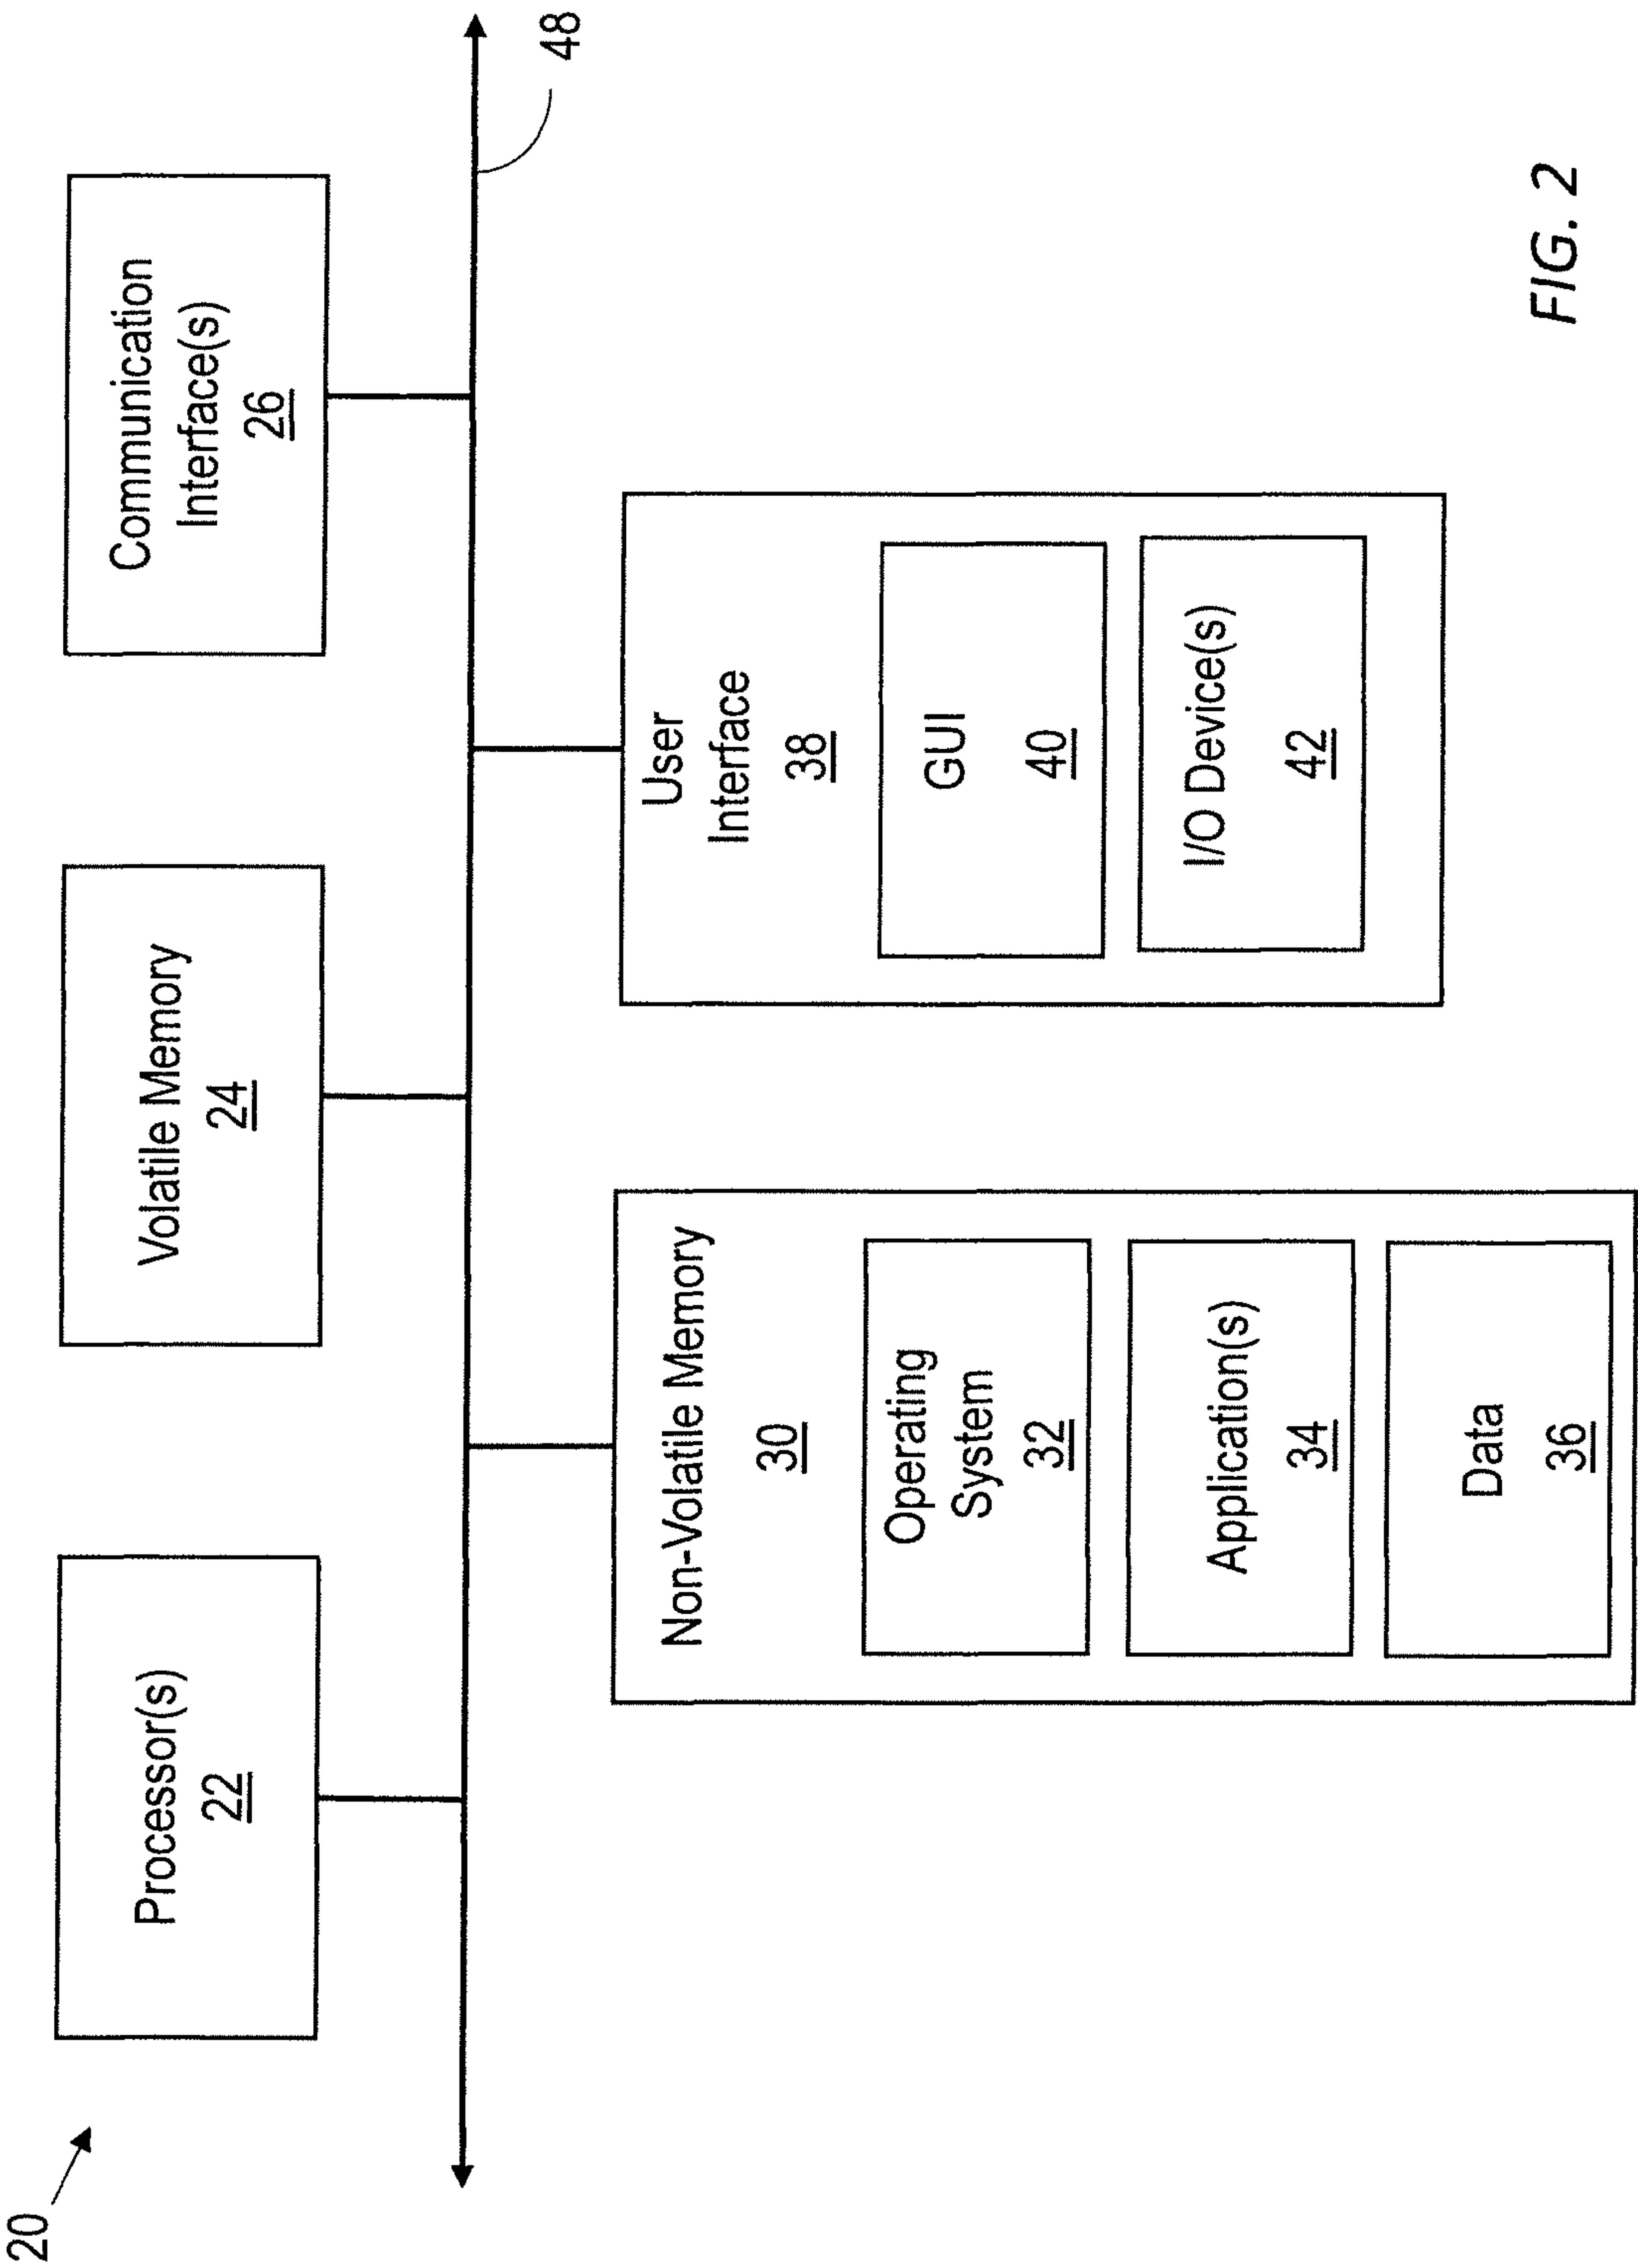 20
Processor(s)
22
Volatile Memory
24
Communication
Interface(s)
26
48
Non-Volatile Memory
30
Operating
System
32
Application(s)
34
Data
36
User
Interface
38
GUI
40
I/O Device(s)
42
FIG. 2